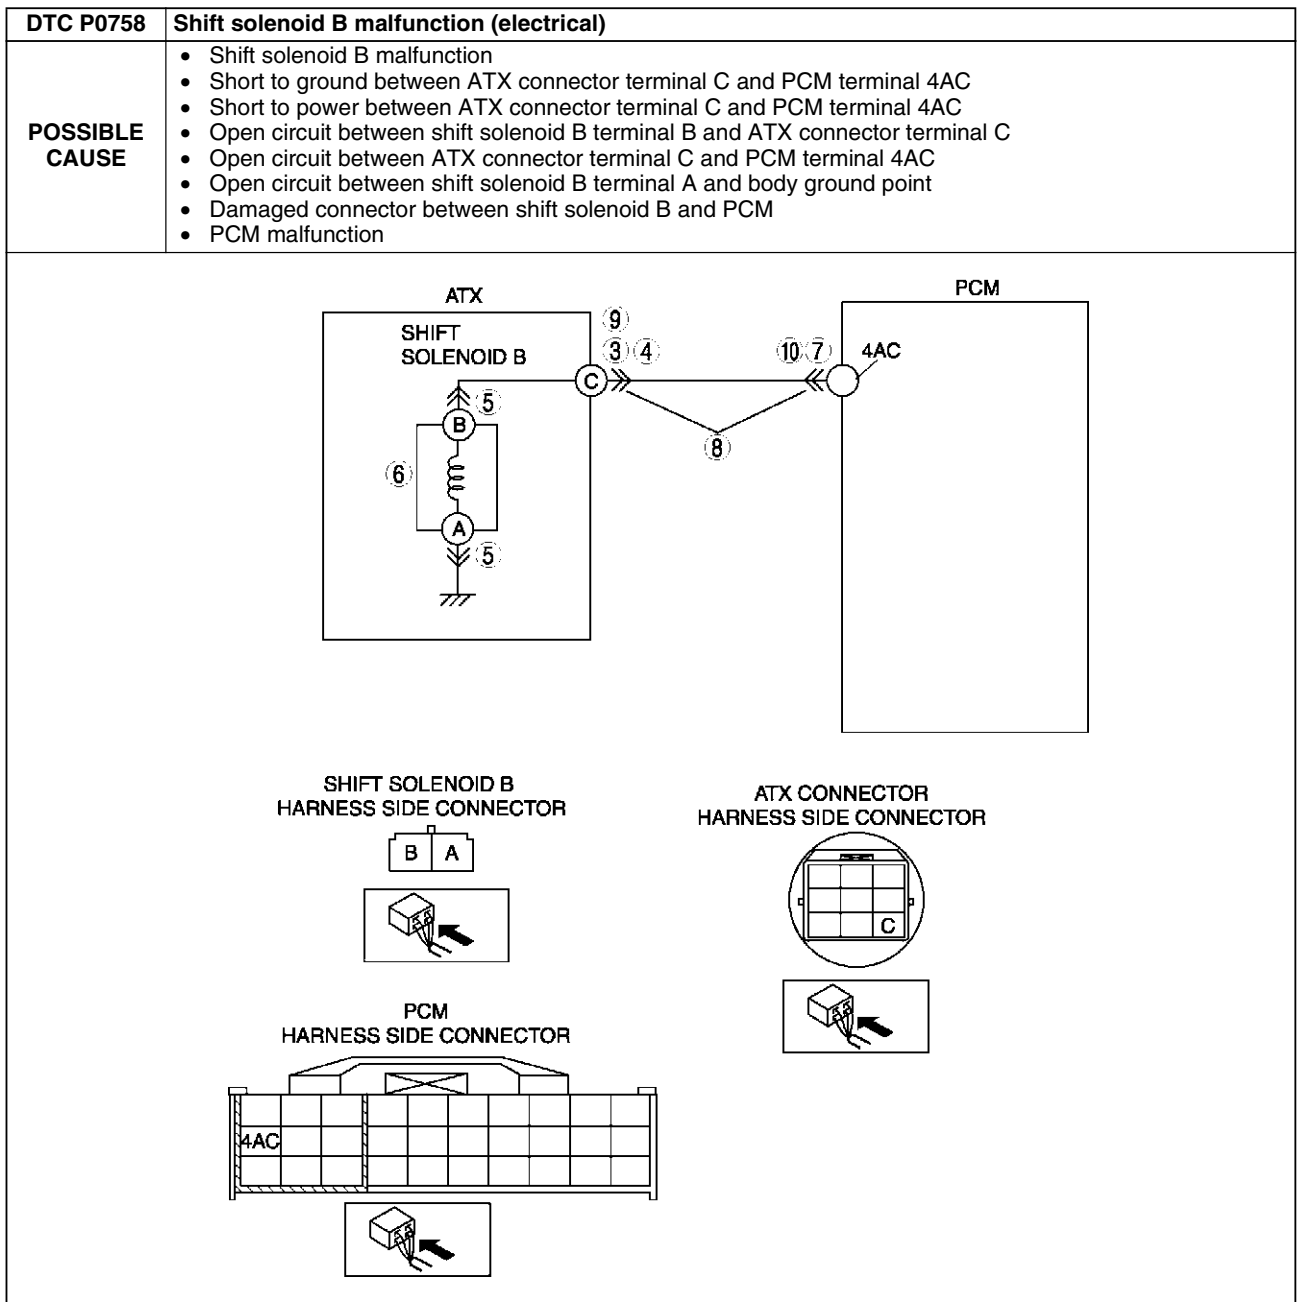 DTC P0758 Shift solenoid B malfunction (electrical)
POSSIBLE
CAUSE
• Shift solenoid B malfunction
• Short to ground between ATX connector terminal C and PCM terminal 4AC
• Short to power between ATX connector terminal C and PCM terminal 4AC
• Open circuit between shift solenoid B terminal B and ATX connector terminal C
• Open circuit between ATX connector terminal C and PCM terminal 4AC
• Open circuit between shift solenoid B terminal A and body ground point
• Damaged connector between shift solenoid B and PCM
• PCM malfunction
ATX
PCM
SHIFT
SOLENOID B
9
3 4
10 7
4AC
C
5
B
8
6
A
5
SHIFT SOLENOID B
HARNESS SIDE CONNECTOR
B A
ATX CONNECTOR
HARNESS SIDE CONNECTOR
C
PCM
HARNESS SIDE CONNECTOR
4AC